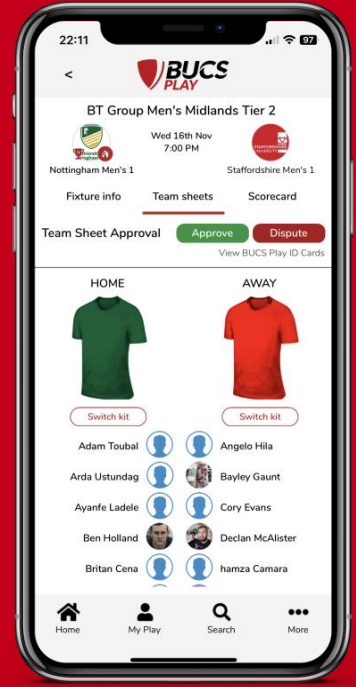 22:11
97
<
BUCS
PLAY
BT Group Men's Midlands Tier 2
Wed 16th Nov
7:00 PM
Nottingham Men's 1
Staffordshire Men's 1
Fixture info
Team sheets
Scorecard
Team Sheet Approval
Approve
Dispute
View BUCS Play ID Cards
HOME
AWAY
Switch kit
Switch kit
Adam Toubal
Angelo Hila
Arda Ustundag
Bayley Gaunt
Ayanfe Ladele
Cory Evans
Ben Holland
Declan McAlister
Britan Cena
hamza Camara
Home
My Play
Search
More